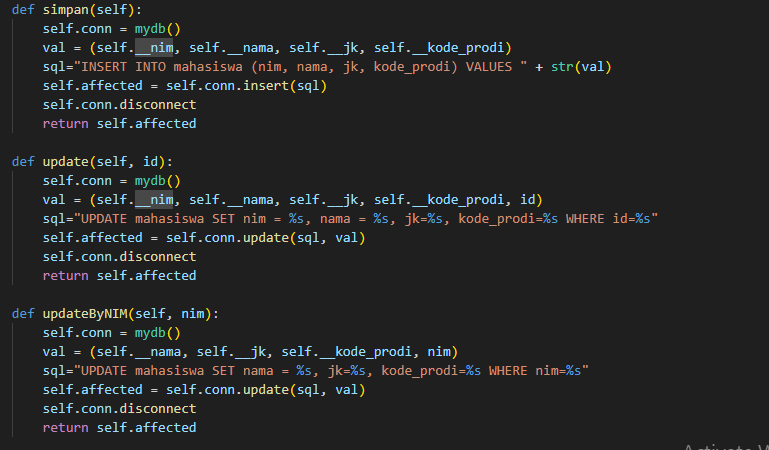 def simpan(self):
    self.conn = mydb()
    val = (self.__nim, self.__nama, self.__jk, self.__kode_prodi)
    sql="INSERT INTO mahasiswa (nim, nama, jk, kode_prodi) VALUES " + str(val)
    self.affected = self.conn.insert(sql)
    self.conn.disconnect
    return self.affected

def update(self, id):
    self.conn = mydb()
    val = (self.__nim, self.__nama, self.__jk, self.__kode_prodi, id)
    sql="UPDATE mahasiswa SET nim = %s, nama = %s, jk=%s, kode_prodi=%s WHERE id=%s"
    self.affected = self.conn.update(sql, val)
    self.conn.disconnect
    return self.affected

def updateByNIM(self, nim):
    self.conn = mydb()
    val = (self.__nama, self.__jk, self.__kode_prodi, nim)
    sql="UPDATE mahasiswa SET nama = %s, jk=%s, kode_prodi=%s WHERE nim=%s"
    self.affected = self.conn.update(sql, val)
    self.conn.disconnect
    return self.affected